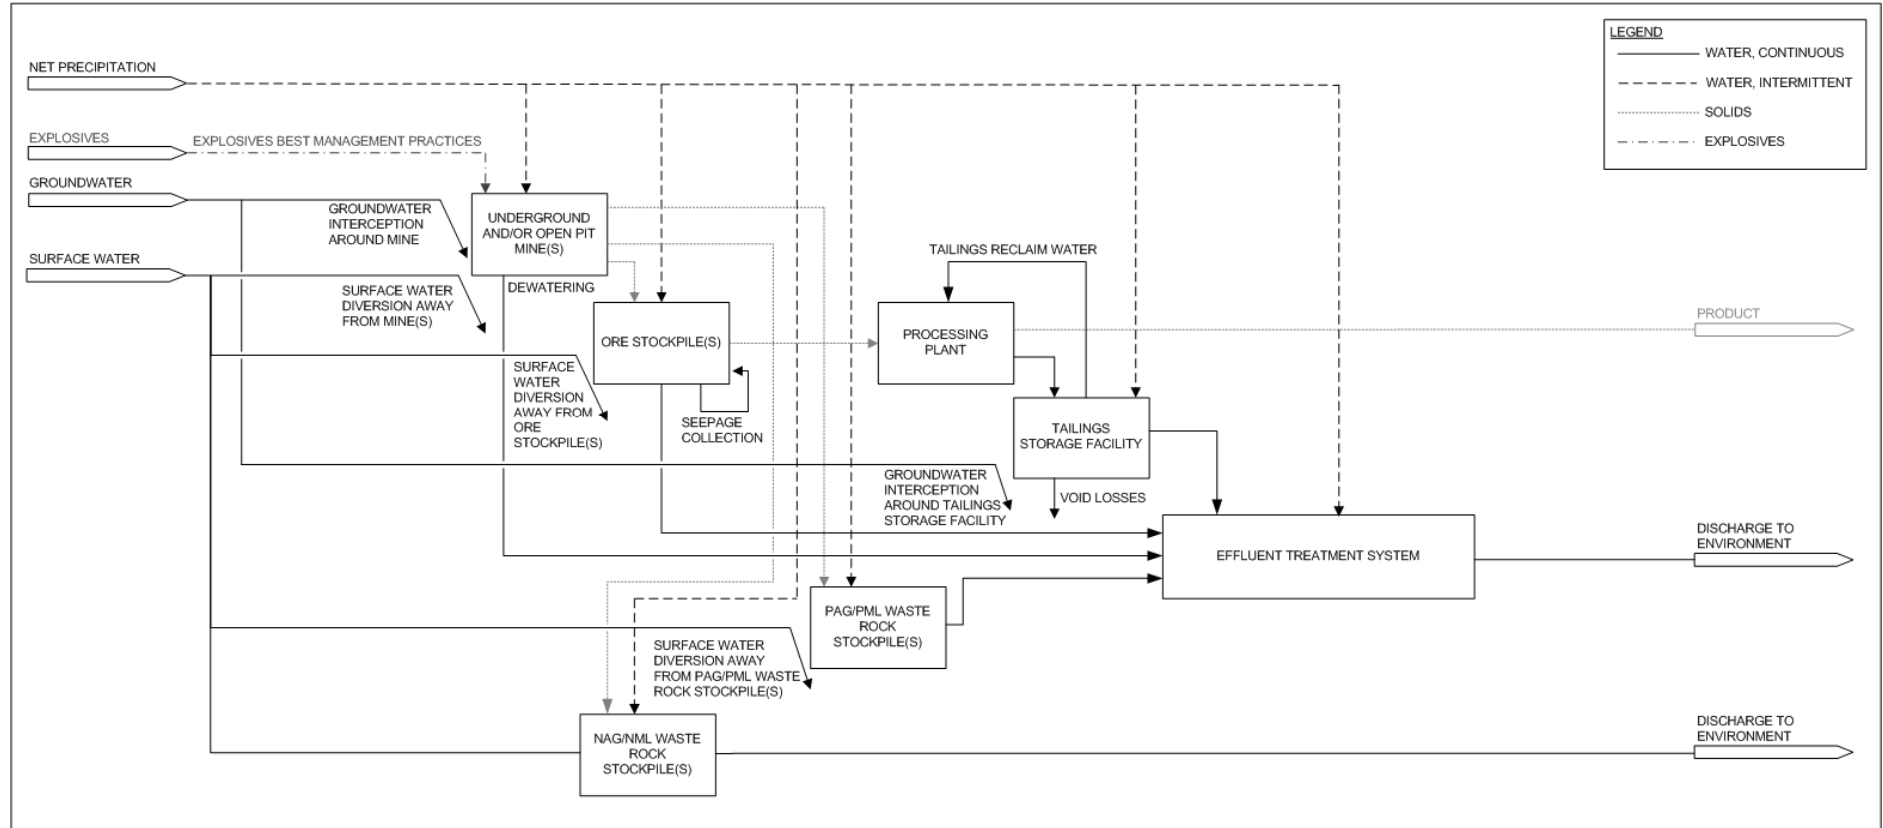 LEGEND
WATER, CONTINUOUS
WATER, INTERMITTENT
SOLIDS
EXPLOSIVES
NET PRECIPITATION
EXPLOSIVES
EXPLOSIVES BEST MANAGEMENT PRACTICES
GROUNDWATER
GROUNDWATER
INTERCEPTION
AROUND MINE
UNDERGROUND
AND/OR OPEN PIT
MINE(S)
SURFACE WATER
SURFACE WATER
DIVERSION AWAY
FROM MINE(S)
DEWATERING
TAILINGS RECLAIM WATER
ORE STOCKPILE(S)
PROCESSING
PLANT
PRODUCT
SURFACE
WATER
DIVERSION
AWAY FROM
ORE
STOCKPILE(S)
SEEPAGE
COLLECTION
TAILINGS
STORAGE FACILITY
GROUNDWATER
INTERCEPTION
AROUND TAILINGS
STORAGE FACILITY
VOID LOSSES
EFFLUENT TREATMENT SYSTEM
DISCHARGE TO
ENVIRONMENT
PAG/PML WASTE
ROCK
STOCKPILE(S)
SURFACE WATER
DIVERSION AWAY
FROM PAG/PML WASTE
ROCK STOCKPILE(S)
NAG/NML WASTE
ROCK
STOCKPILE(S)
DISCHARGE TO
ENVIRONMENT